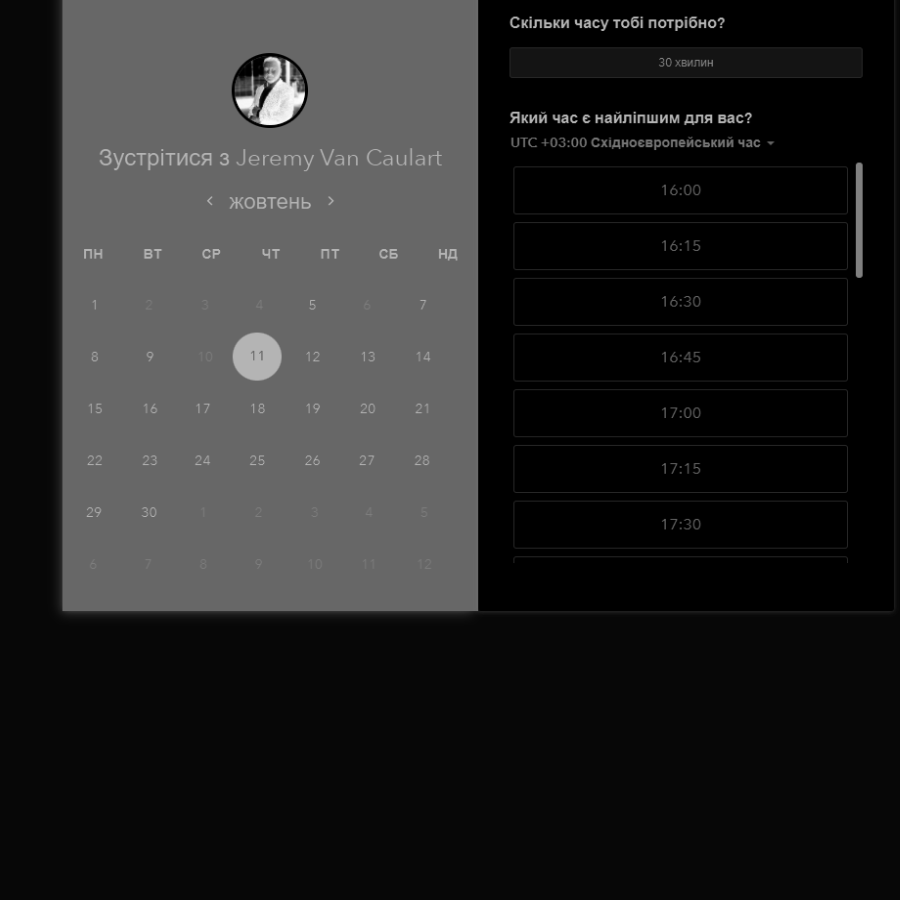 Зустрітися з Jeremy Van Caulart
жовтень
ПН ВТ СР ЧТ ПТ СБ НД
1 2 3 4 5 6 7
8 9 10 11 12 13 14
15 16 17 18 19 20 21
22 23 24 25 26 27 28
29 30 1 2 3 4 5
6 7 8 9 10 11 12
Скільки часу тобі потрібно?
30 хвилин
Який час є найліпшим для вас?
UTC +03:00 Східноєвропейський час
16:00
16:15
16:30
16:45
17:00
17:15
17:30